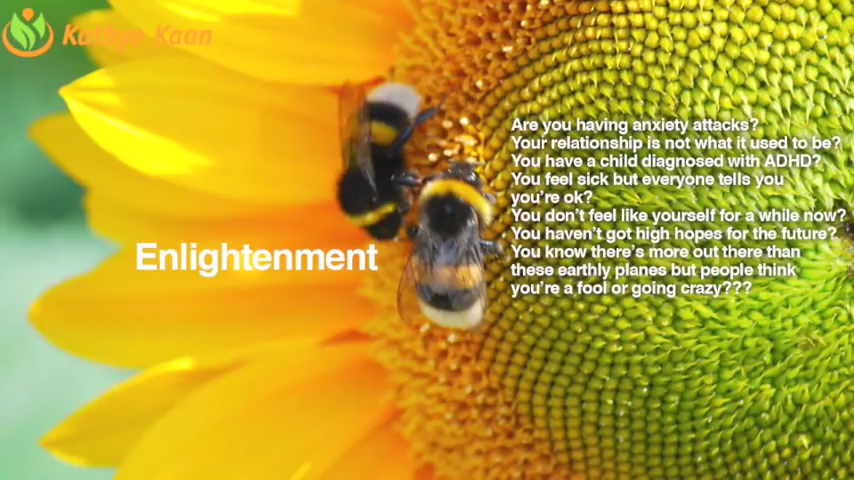 Kathye Kaan
Enlightenment
Are you having anxiety attacks?
Your relationship is not what it used to be?
You have a child diagnosed with ADHD?
You feel sick but everyone tells you
you're ok?
You don't feel like yourself for a while now?
You haven't got high hopes for the future?
You know there's more out there than
these earthly planes but people think
you're a fool or going crazy???